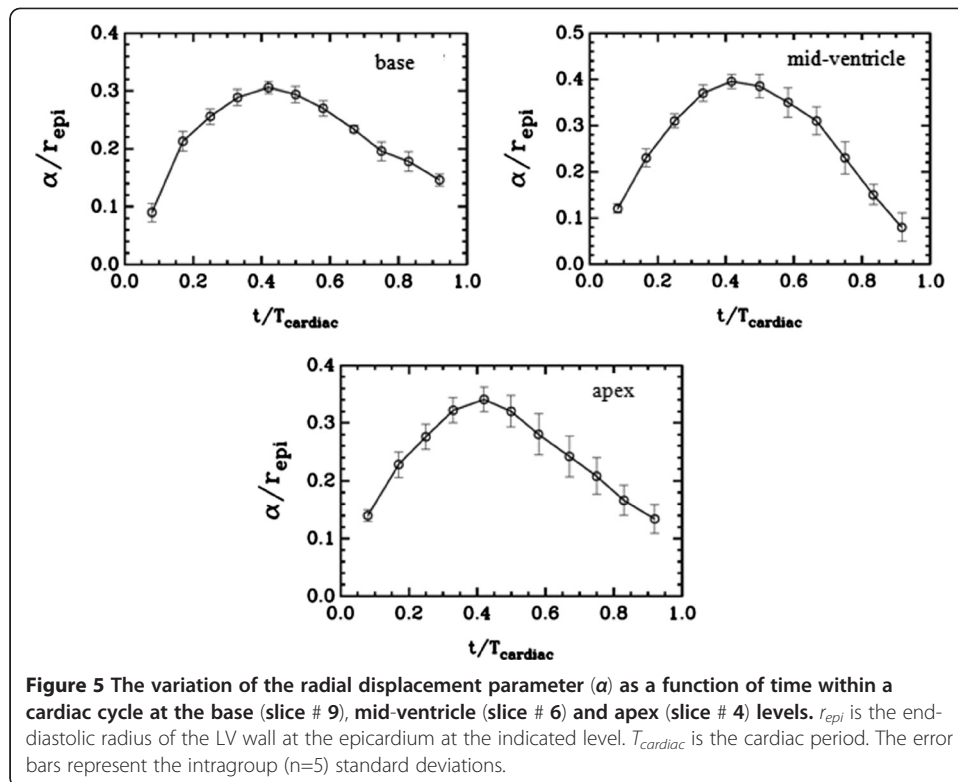 0.4
base
0.3
0.2
0.1
0.0
α/r_epi
0.0 0.2 0.4 0.6 0.8 1.0
t/T_cardiac
0.5
mid-ventricle
0.4
0.3
0.2
0.1
0.0
α/r_epi
0.0 0.2 0.4 0.6 0.8 1.0
t/T_cardiac
0.4
apex
0.3
0.2
0.1
0.0
α/r_epi
0.0 0.2 0.4 0.6 0.8 1.0
t/T_cardiac
Figure 5 The variation of the radial displacement parameter (α) as a function of time within a
cardiac cycle at the base (slice # 9), mid-ventricle (slice # 6) and apex (slice # 4) levels. r_epi is the end-
diastolic radius of the LV wall at the epicardium at the indicated level. T_cardiac is the cardiac period. The error
bars represent the intragroup (n=5) standard deviations.